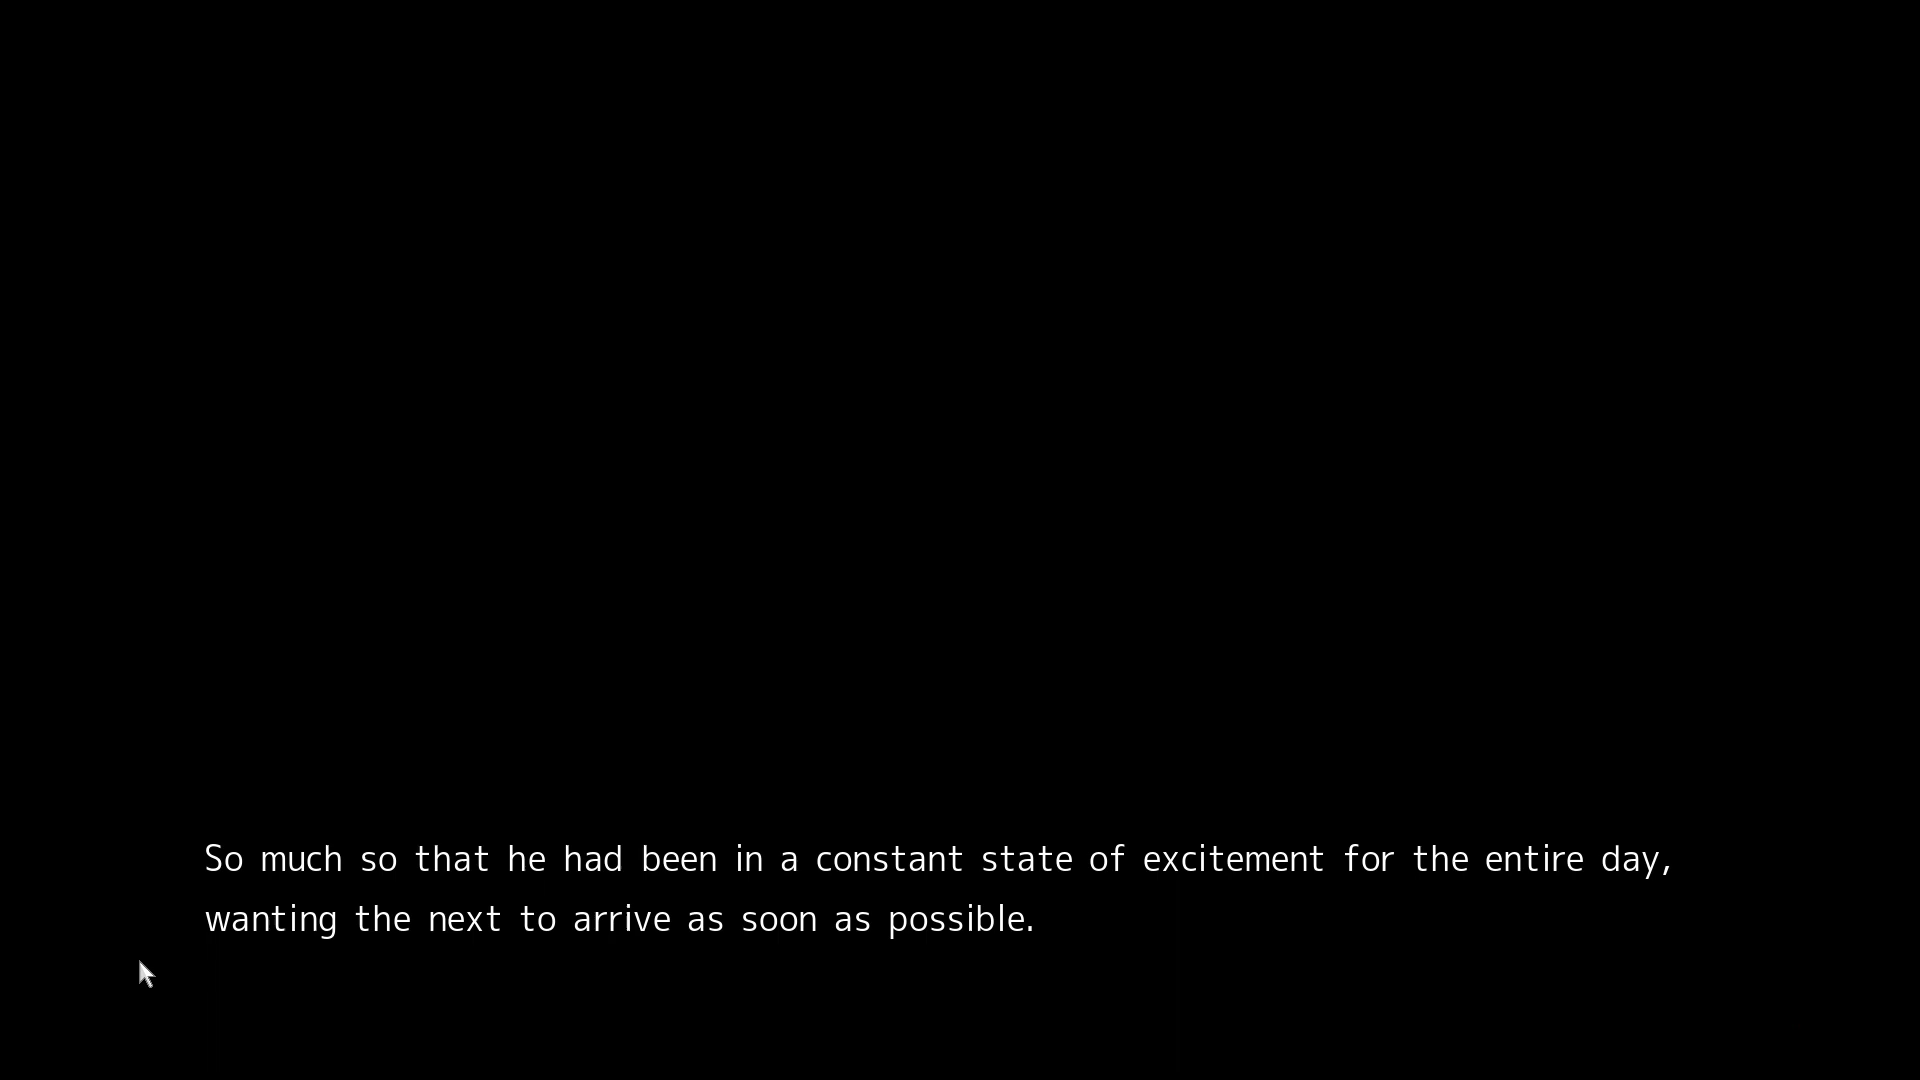 So much so that he had been in a constant state of excitement for the entire day,
wanting the next to arrive as soon as possible.